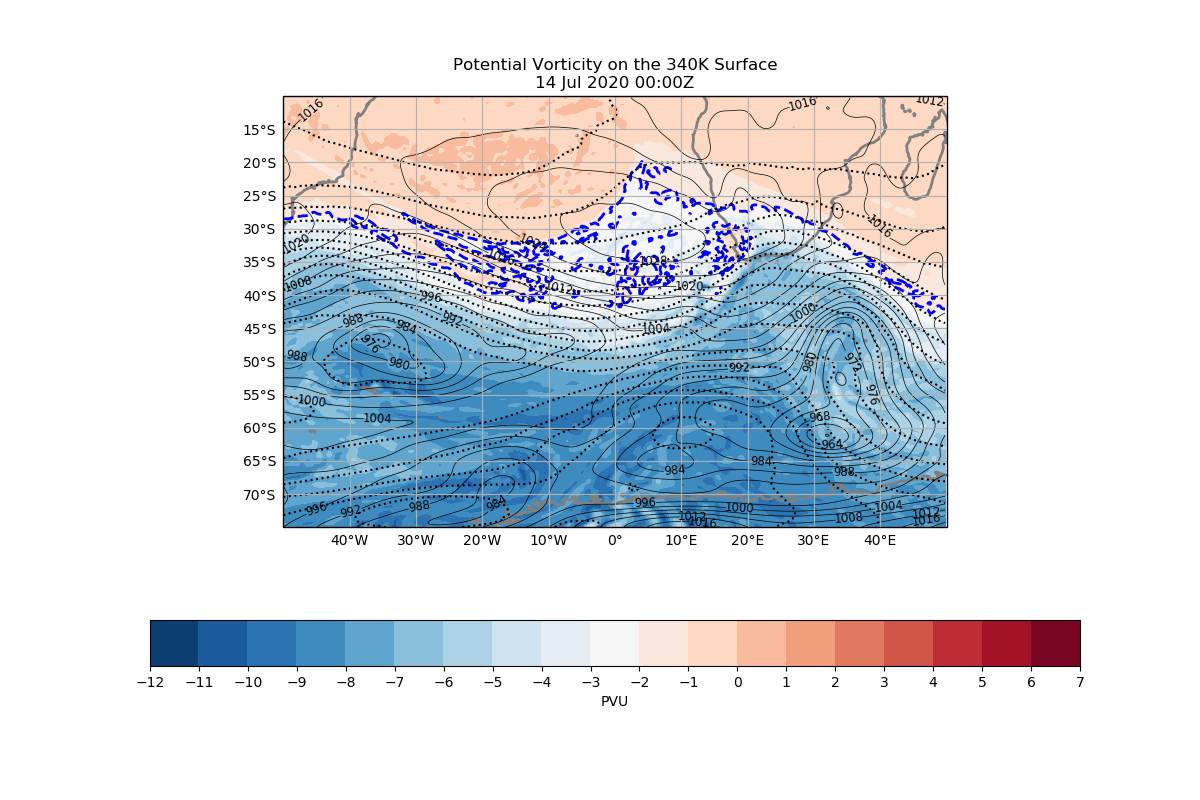 Potential Vorticity on the 340K Surface
14 Jul 2020 00:00Z
1016 1016 1012
15°S
20°S
25°S
1016
30°S
1020
1028
35°S
1008 996 1012 1020
40°S
988 984 992 1000
1004
45°S
976
988 980 992 980 972
50°S
976
55°S
1000
1004 968
60°S
964
65°S
984 984 988
70°S
984 996
996 992 988 1000 1004
1012 1008 1012
1016 1016
40°W 30°W 20°W 10°W 0° 10°E 20°E 30°E 40°E
−12 −11 −10 −9 −8 −7 −6 −5 −4 −3 −2 −1 0 1 2 3 4 5 6 7
PVU